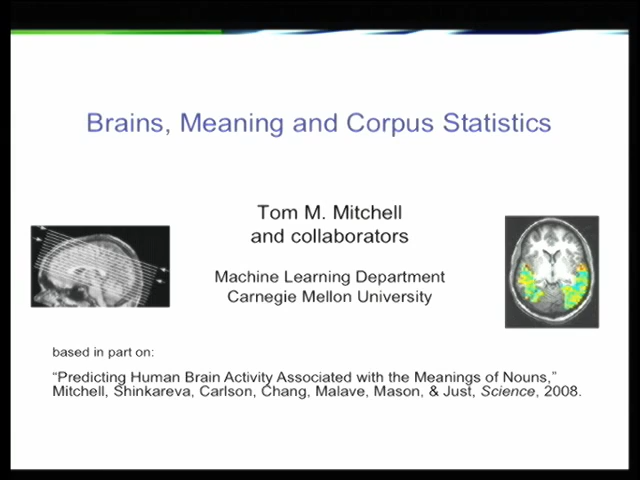 Brains, Meaning and Corpus Statistics
Tom M. Mitchell
and collaborators
Machine Learning Department
Carnegie Mellon University
based in part on:
“Predicting Human Brain Activity Associated with the Meanings of Nouns,”
Mitchell, Shinkareva, Carlson, Chang, Malave, Mason, & Just, Science, 2008.